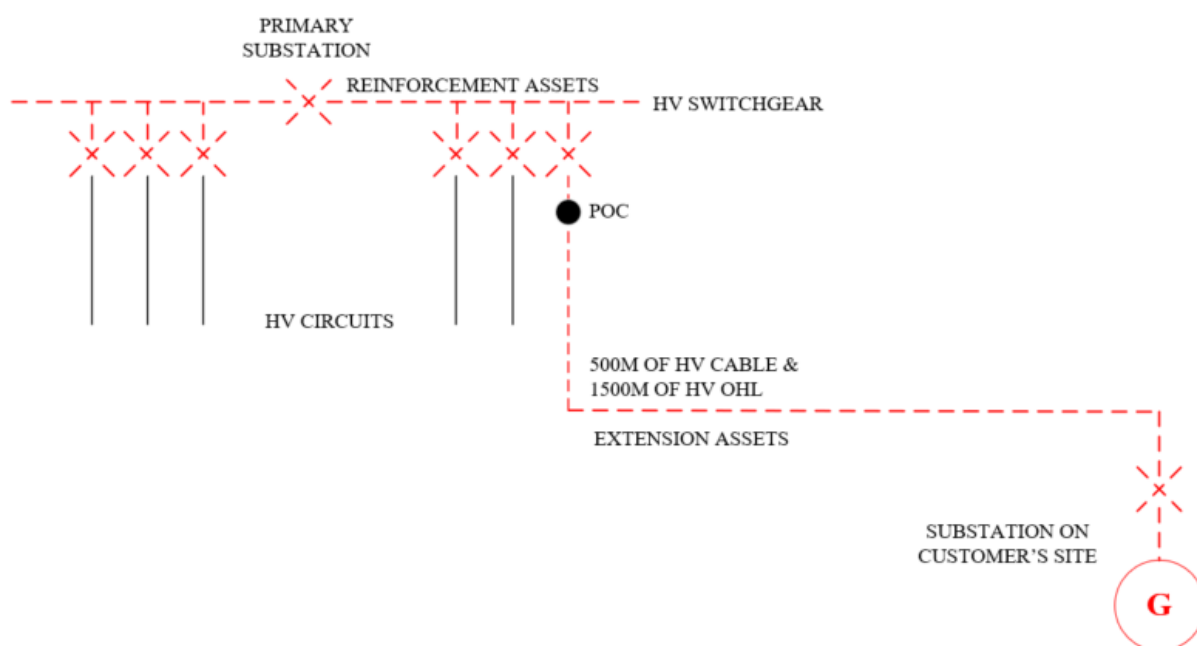 PRIMARY
SUBSTATION
REINFORCEMENT ASSETS
HV SWITCHGEAR
POC
HV CIRCUITS
500M OF HV CABLE &
1500M OF HV OHL
EXTENSION ASSETS
SUBSTATION ON
CUSTOMER'S SITE
G